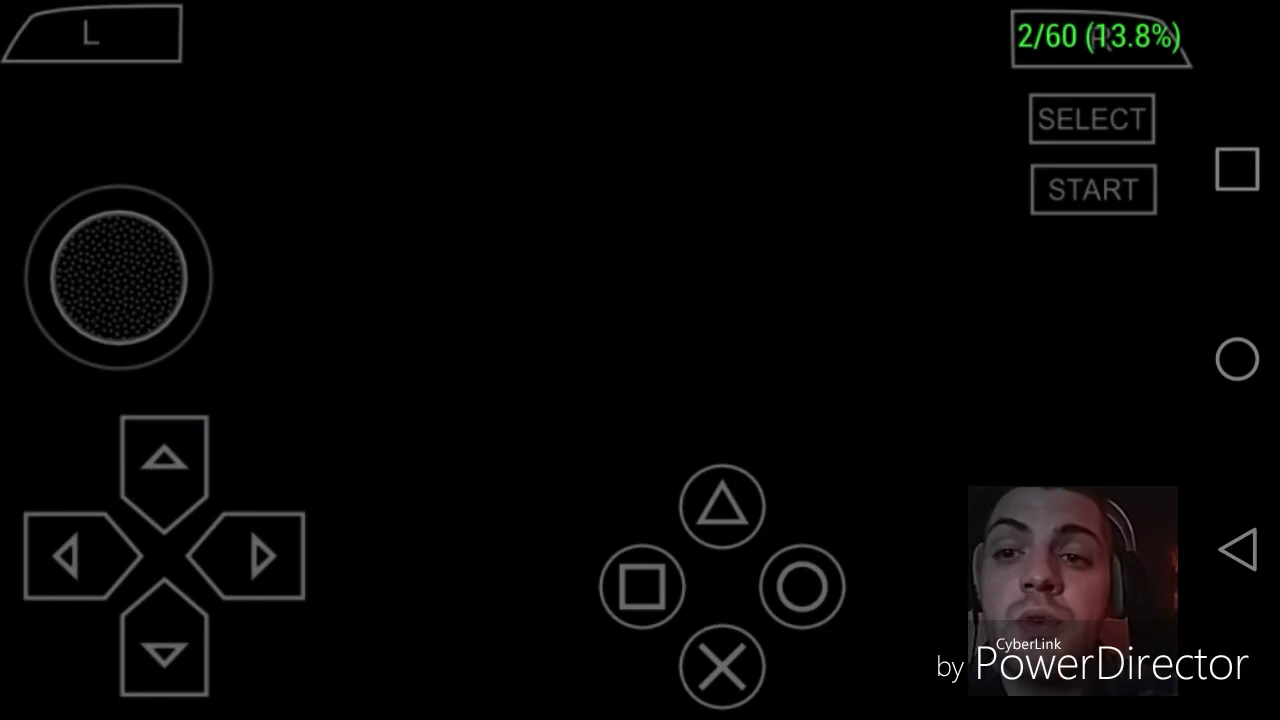 L
2/60 (13.8%)
R
SELECT
START
CyberLink
by PowerDirector